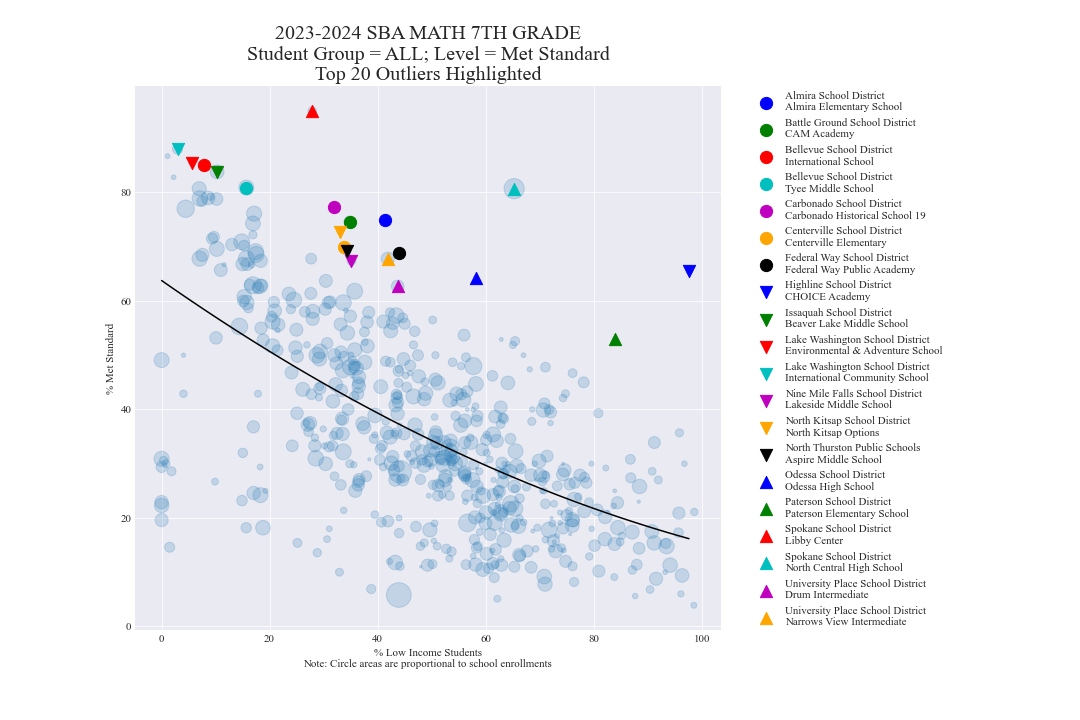 2023-2024 SBA MATH 7TH GRADE
Student Group = ALL; Level = Met Standard
Top 20 Outliers Highlighted
% Met Standard
80
60
40
20
0
0 20 40 60 80 100
% Low Income Students
Note: Circle areas are proportional to school enrollments
Almira School District
Almira Elementary School
Battle Ground School District
CAM Academy
Bellevue School District
International School
Bellevue School District
Tyee Middle School
Carbonado School District
Carbonado Historical School 19
Centerville School District
Centerville Elementary
Federal Way School District
Federal Way Public Academy
Highline School District
CHOICE Academy
Issaquah School District
Beaver Lake Middle School
Lake Washington School District
Environmental & Adventure School
Lake Washington School District
International Community School
Nine Mile Falls School District
Lakeside Middle School
North Kitsap School District
North Kitsap Options
North Thurston Public Schools
Aspire Middle School
Odessa School District
Odessa High School
Paterson School District
Paterson Elementary School
Spokane School District
Libby Center
Spokane School District
North Central High School
University Place School District
Drum Intermediate
University Place School District
Narrows View Intermediate